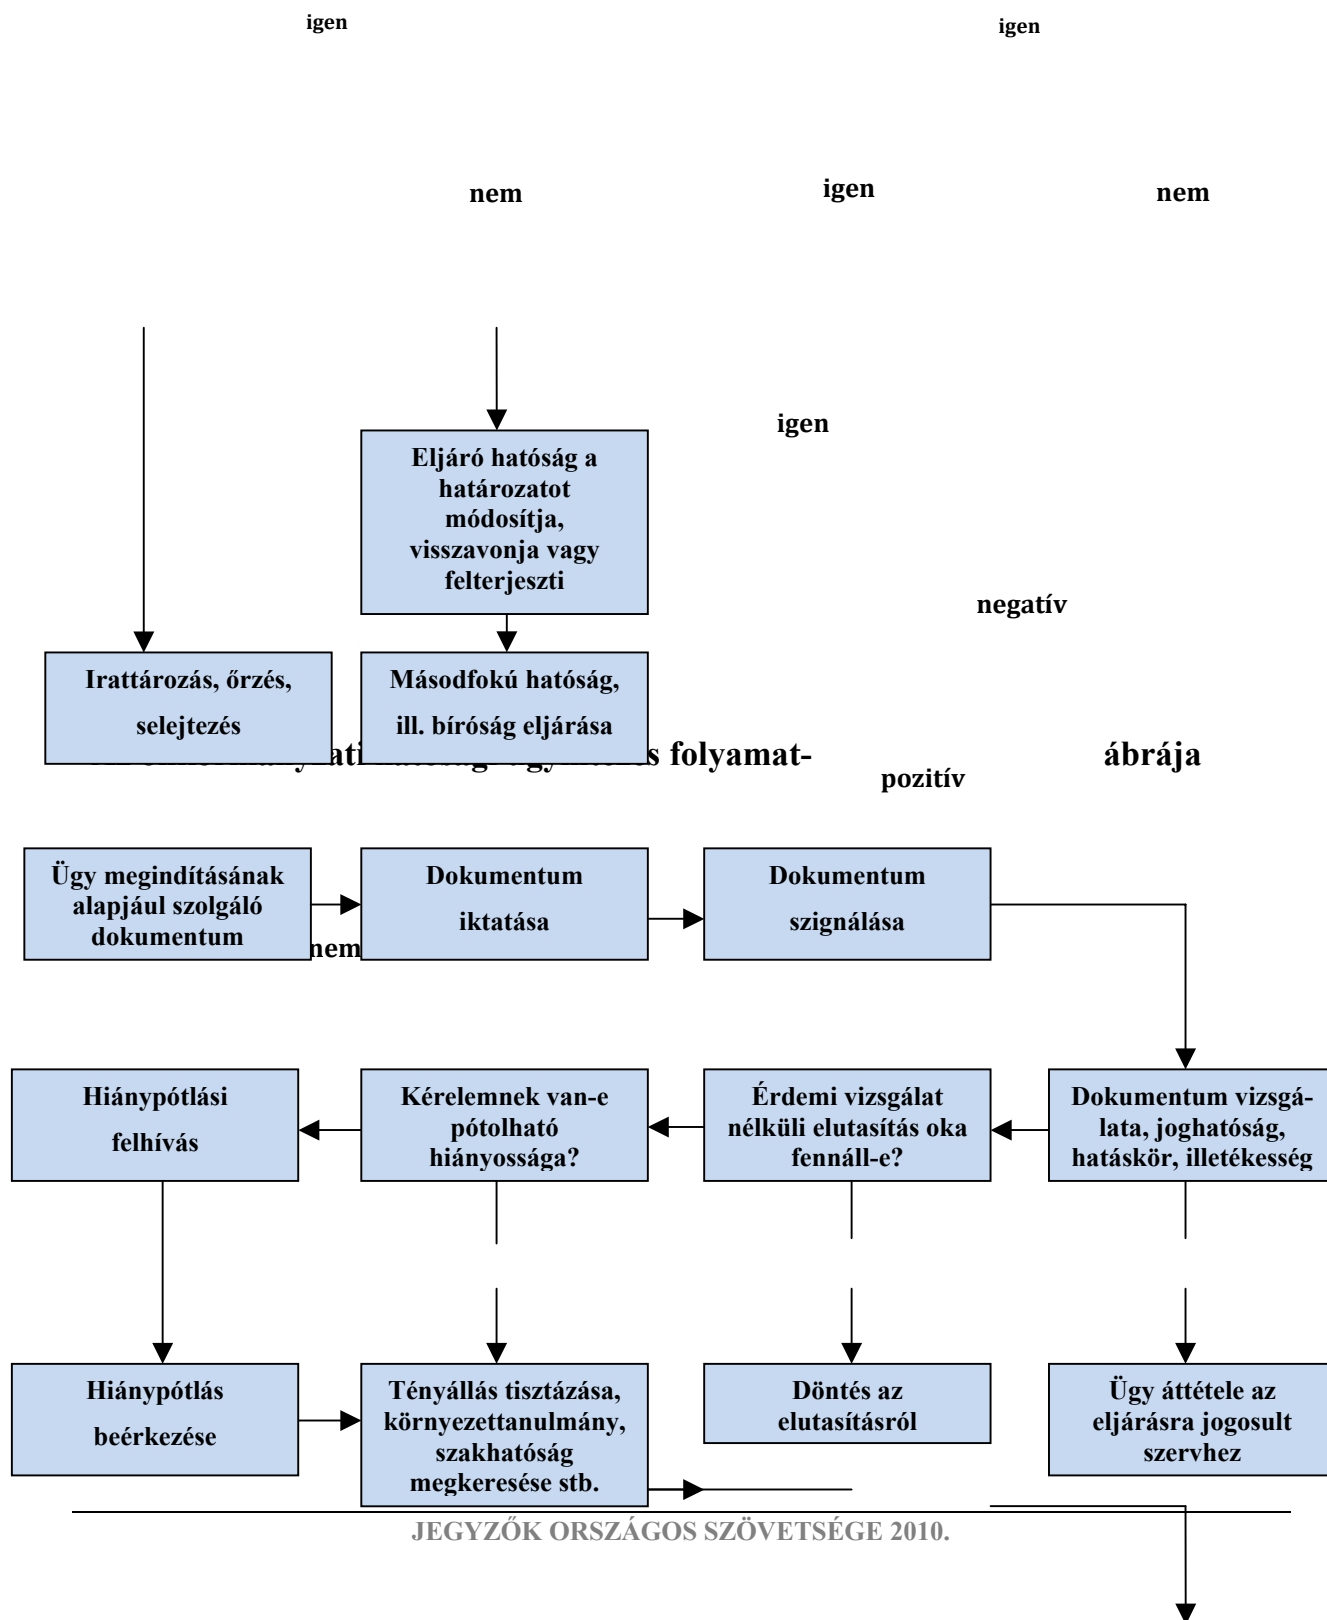 igen
igen
nem
igen
nem
igen
Eljáró hatóság a
határozatot
módosítja,
visszavonja vagy
felterjeszti
negatív
Irattározás, őrzés,
selejtezés
Másodfokú hatóság,
ill. bíróság eljárása
folyamat-
ábrája
pozitív
Ügy megindításának
alapjául szolgáló
dokumentum
Dokumentum
iktatása
Dokumentum
szignálása
nem
Hiánypótlási
felhívás
Kérelemnek van-e
pótolható
hiányossága?
Érdemi vizsgálat
nélküli elutasítás oka
fennáll-e?
Dokumentum vizsgá-
lata, joghatóság,
hatáskör, illetékesség
Hiánypótlás
beérkezése
Tényállás tisztázása,
környezettanulmány,
szakhatóság
megkeresése stb.
Döntés az
elutasításról
Ügy áttétele az
eljárásra jogosult
szervhez
JEGYZŐK ORSZÁGOS SZÖVETSÉGE 2010.